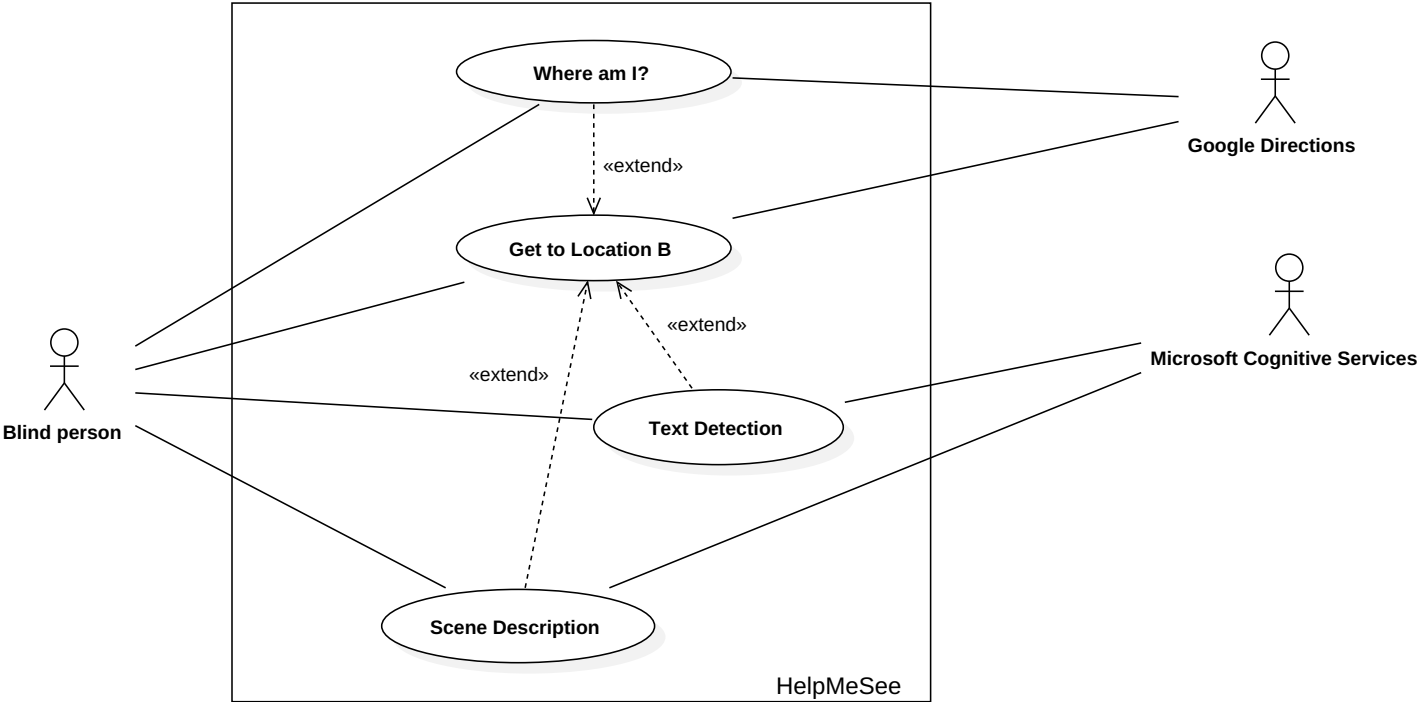 Where am I?
Google Directions
«extend»
Get to Location B
«extend»
Microsoft Cognitive Services
«extend»
Blind person
Text Detection
Scene Description
HelpMeSee